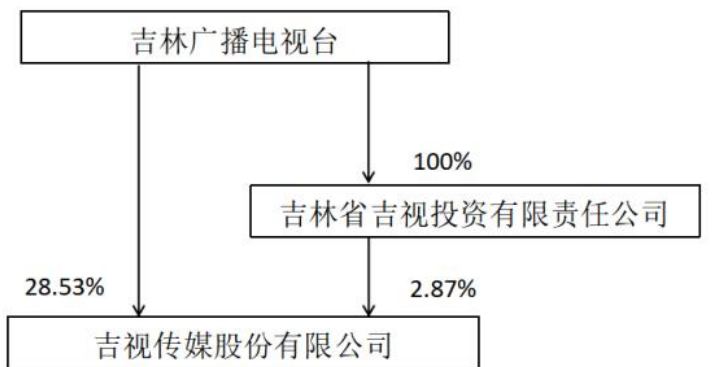 吉林广播电视台
100%
吉林省吉视投资有限责任公司
28.53%
2.87%
吉视传媒股份有限公司